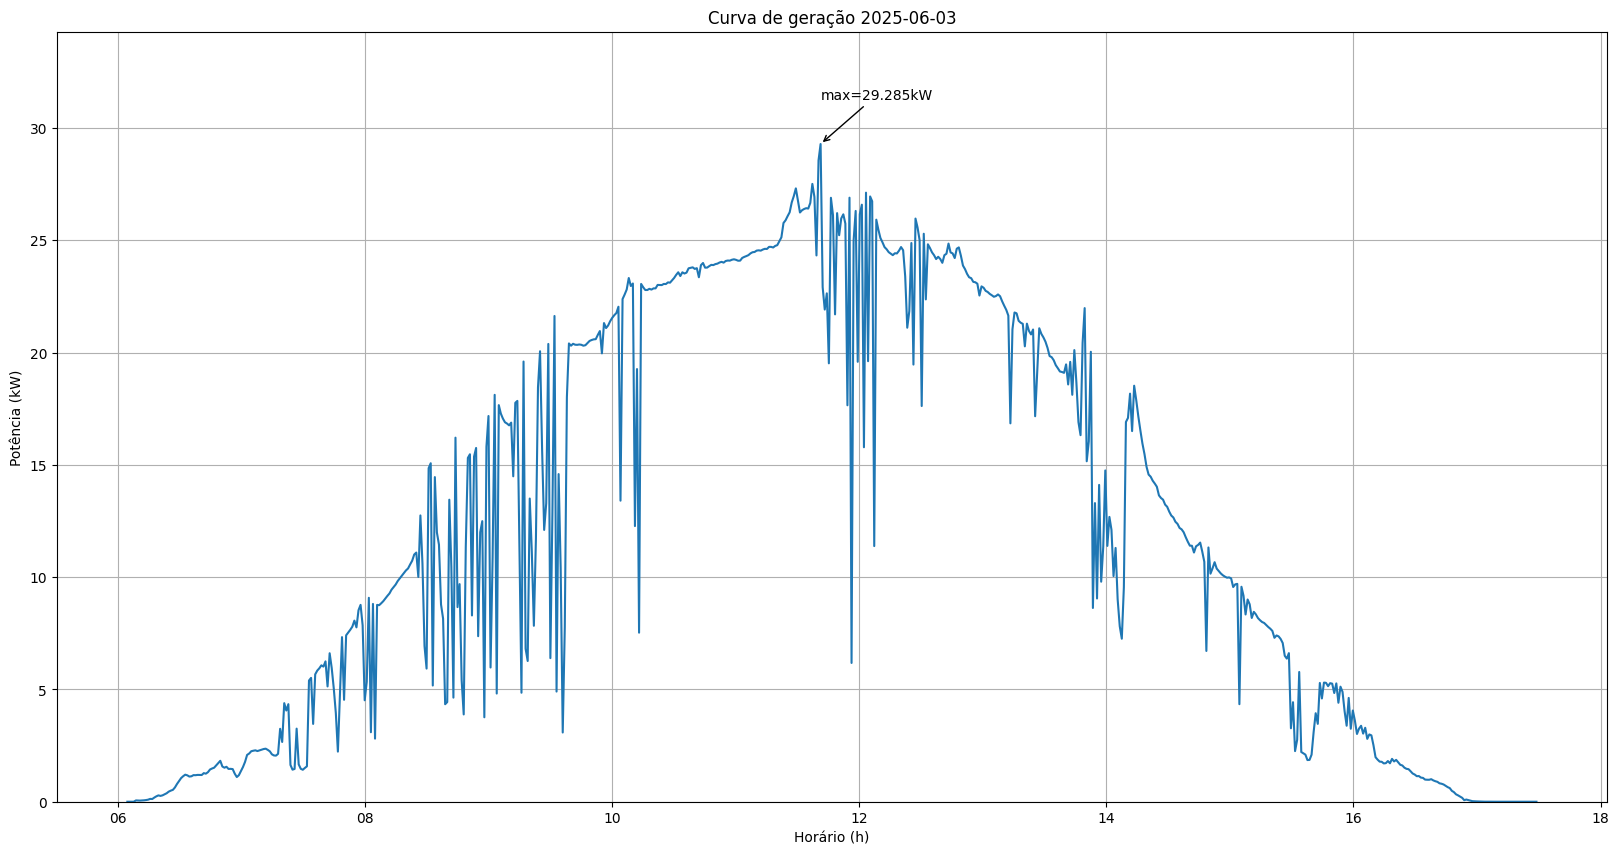 Curva de geração 2025-06-03
max=29.285kW
Potência (kW)
30
25
20
15
10
5
0
06 08 10 12 14 16 18
Horário (h)